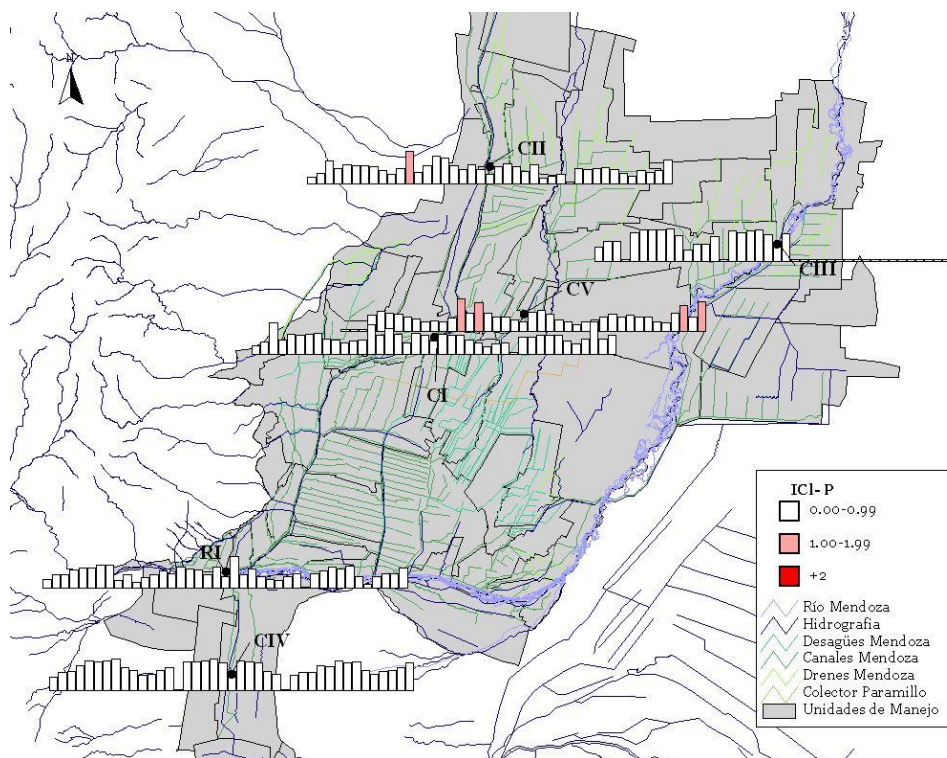 N
CII
CIII
CV
CI
RI
CIV
ICl-P
0.00-0.99
1.00-1.99
+2
Río Mendoza
Hidrografia
Desagües Mendoza
Canales Mendoza
Drenes Mendoza
Colector Paramillo
Unidades de Manejo